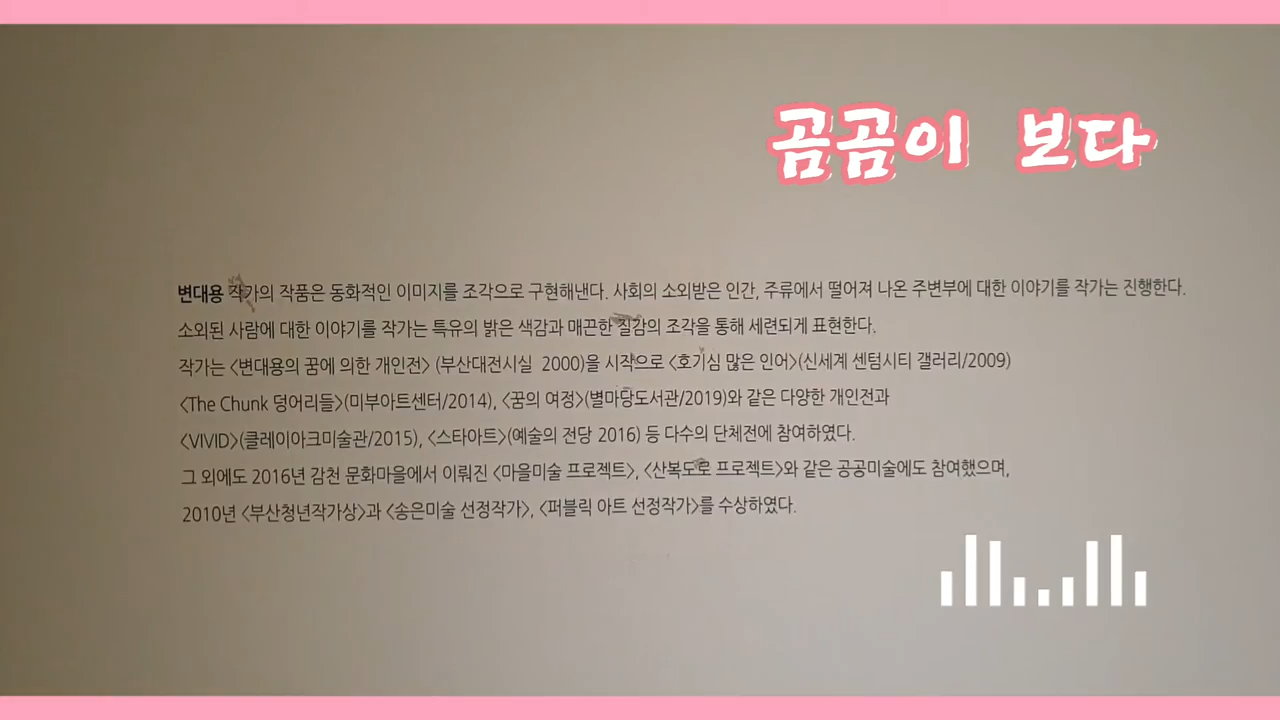 곰곰이 보다
변대용 작가의 작품은 동화적인 이미지를 조각으로 구현해낸다. 사회의 소외받은 인간, 주류에서 떨어져 나온 주변부에 대한 이야기를 작가는 진행한다.
소외된 사람에 대한 이야기를 작가는 특유의 밝은 색감과 매끈한 질감의 조각을 통해 세련되게 표현한다.
작가는 <변대용의 꿈에 의한 개인전> (부산대전시실 2000)을 시작으로 <호기심 많은 인어>(신세계 센텀시티 갤러리/2009)
<The Chunk 덩어리들>(미부아트센터/2014), <꿈의 여정>(별마당도서관/2019)와 같은 다양한 개인전과
<VIVID>(클레이아크미술관/2015), <스타아트>(예술의 전당 2016) 등 다수의 단체전에 참여하였다.
그 외에도 2016년 감천 문화마을에서 이뤄진 <마을미술 프로젝트>, <산복도로 프로젝트>와 같은 공공미술에도 참여했으며,
2010년 <부산청년작가상>과 <송은미술 선정작가>, <퍼블릭 아트 선정작가>를 수상하였다.